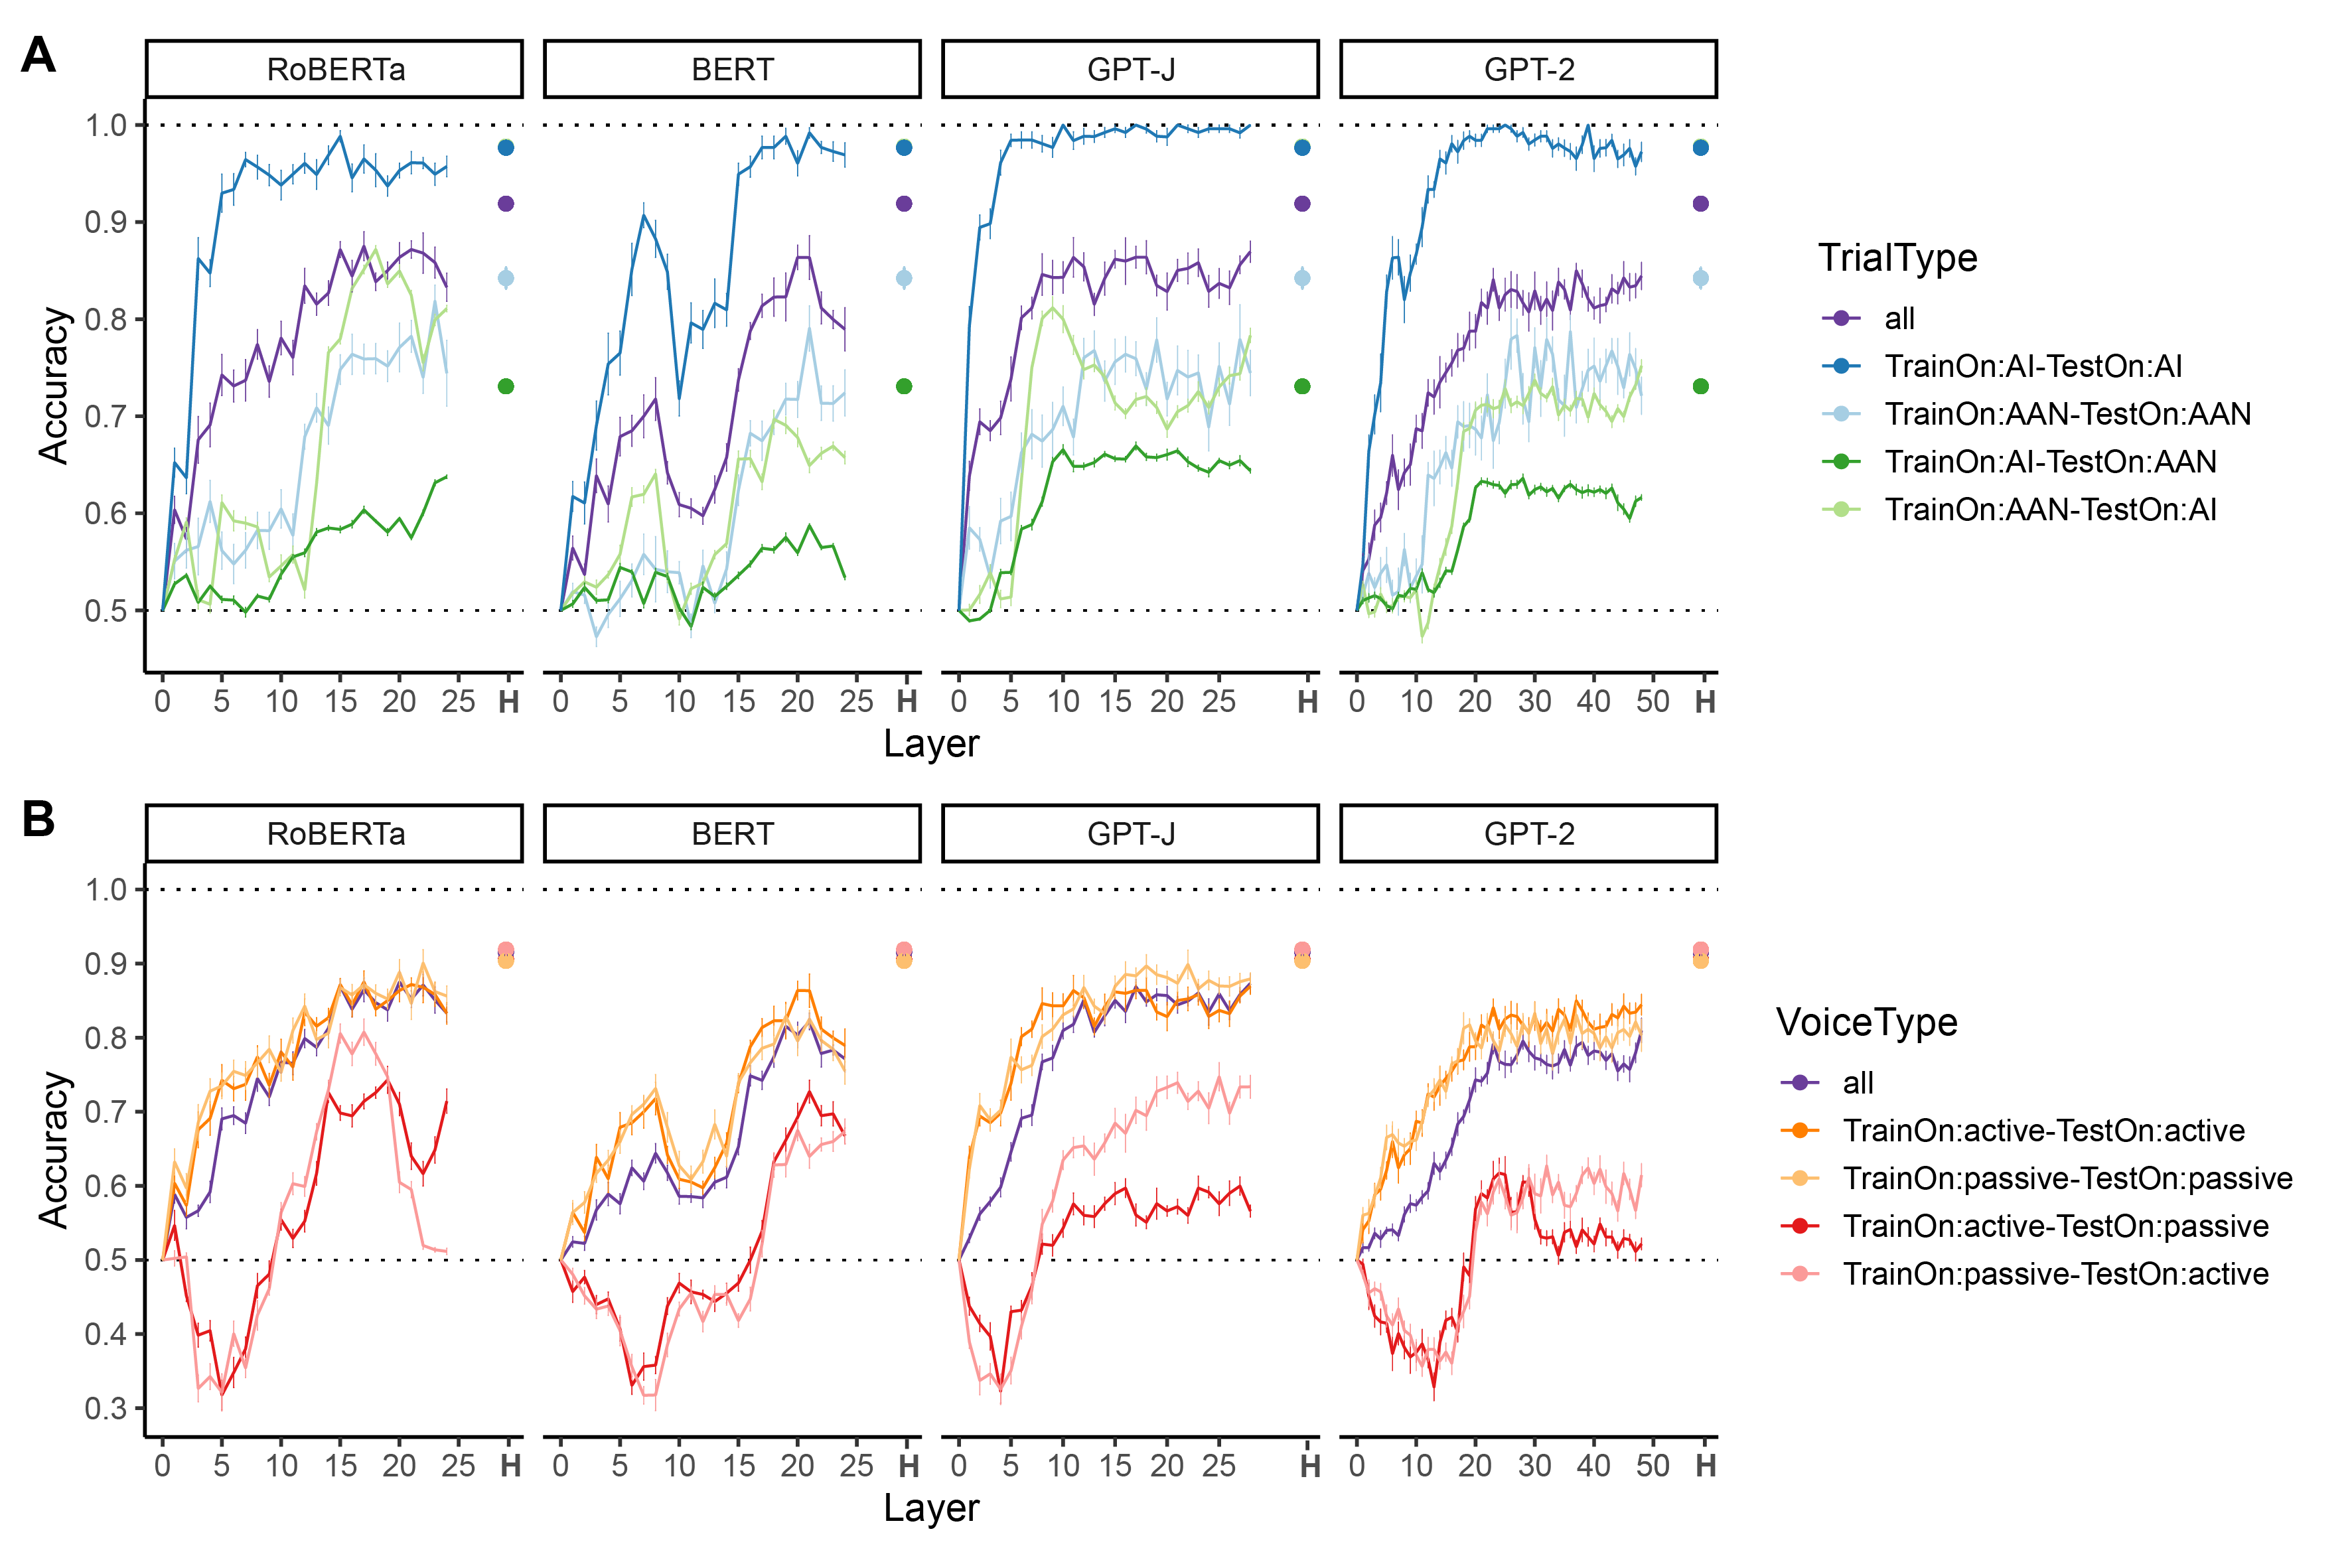 A
RoBERTa BERT GPT-J GPT-2
1.0
0.9
0.8
0.7
0.6
0.5
Accuracy
0 5 10 15 20 25 H 0 5 10 15 20 25 H 0 5 10 15 20 25 H 0 10 20 30 40 50 H
Layer
TrialType
all
TrainOn:AI-TestOn:AI
TrainOn:AAN-TestOn:AAN
TrainOn:AI-TestOn:AAN
TrainOn:AAN-TestOn:AI
B
RoBERTa BERT GPT-J GPT-2
1.0
0.9
0.8
0.7
0.6
0.5
0.4
0.3
Accuracy
0 5 10 15 20 25 H 0 5 10 15 20 25 H 0 5 10 15 20 25 H 0 10 20 30 40 50 H
Layer
VoiceType
all
TrainOn:active-TestOn:active
TrainOn:passive-TestOn:passive
TrainOn:active-TestOn:passive
TrainOn:passive-TestOn:active